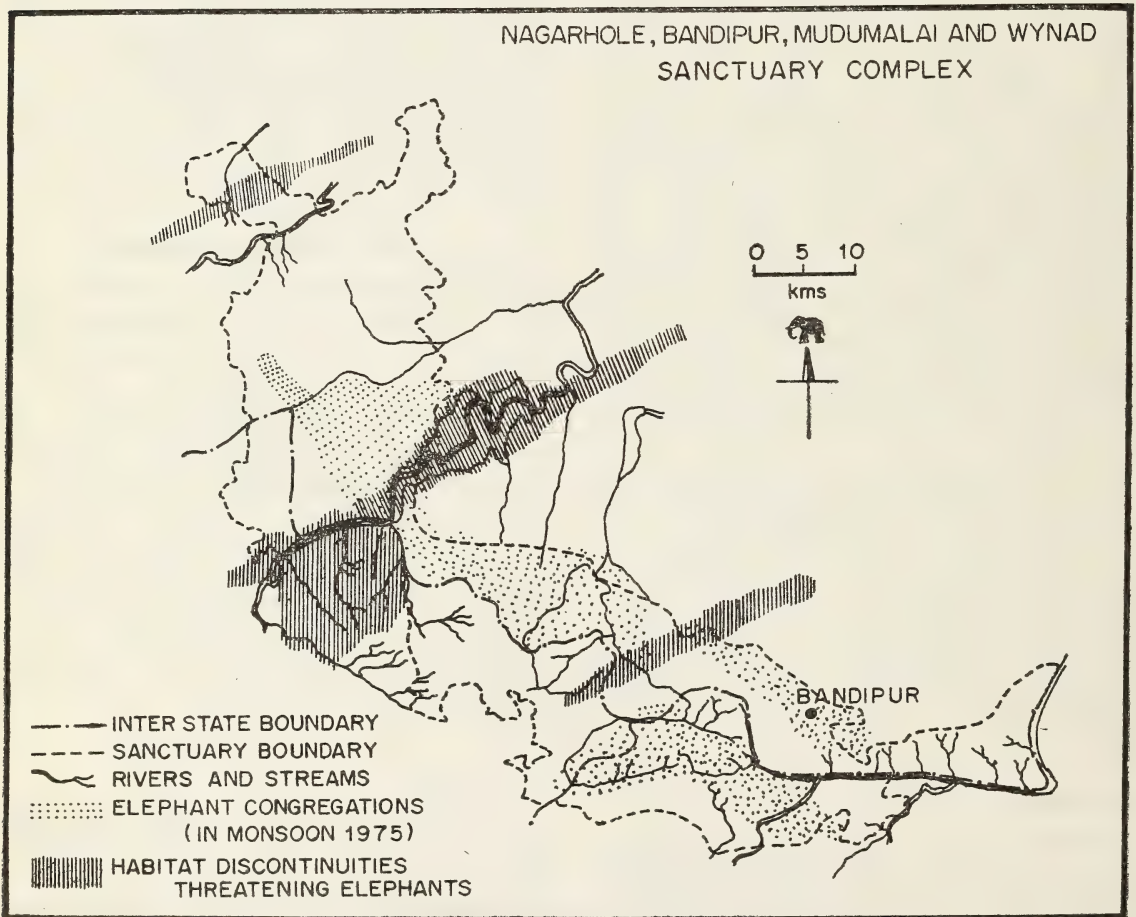 NAGARHOLE, BANDIPUR, MUDUMALAI AND WYNAD
SANCTUARY COMPLEX
0 5 10
kms
BANDIPUR
INTER STATE BOUNDARY
SANCTUARY BOUNDARY
RIVERS AND STREAMS
ELEPHANT CONGREGATIONS
(IN MONSOON 1975)
HABITAT DISCONTINUITIES
THREATENING ELEPHANTS